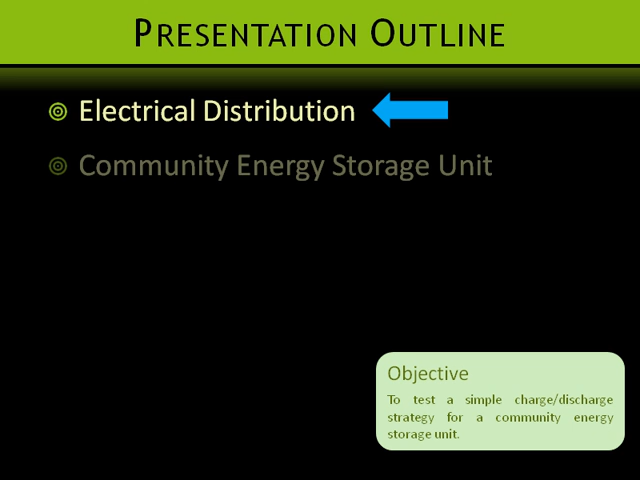 PRESENTATION OUTLINE
Electrical Distribution
Community Energy Storage Unit
Objective
To test a simple charge/discharge
strategy for a community energy
storage unit.